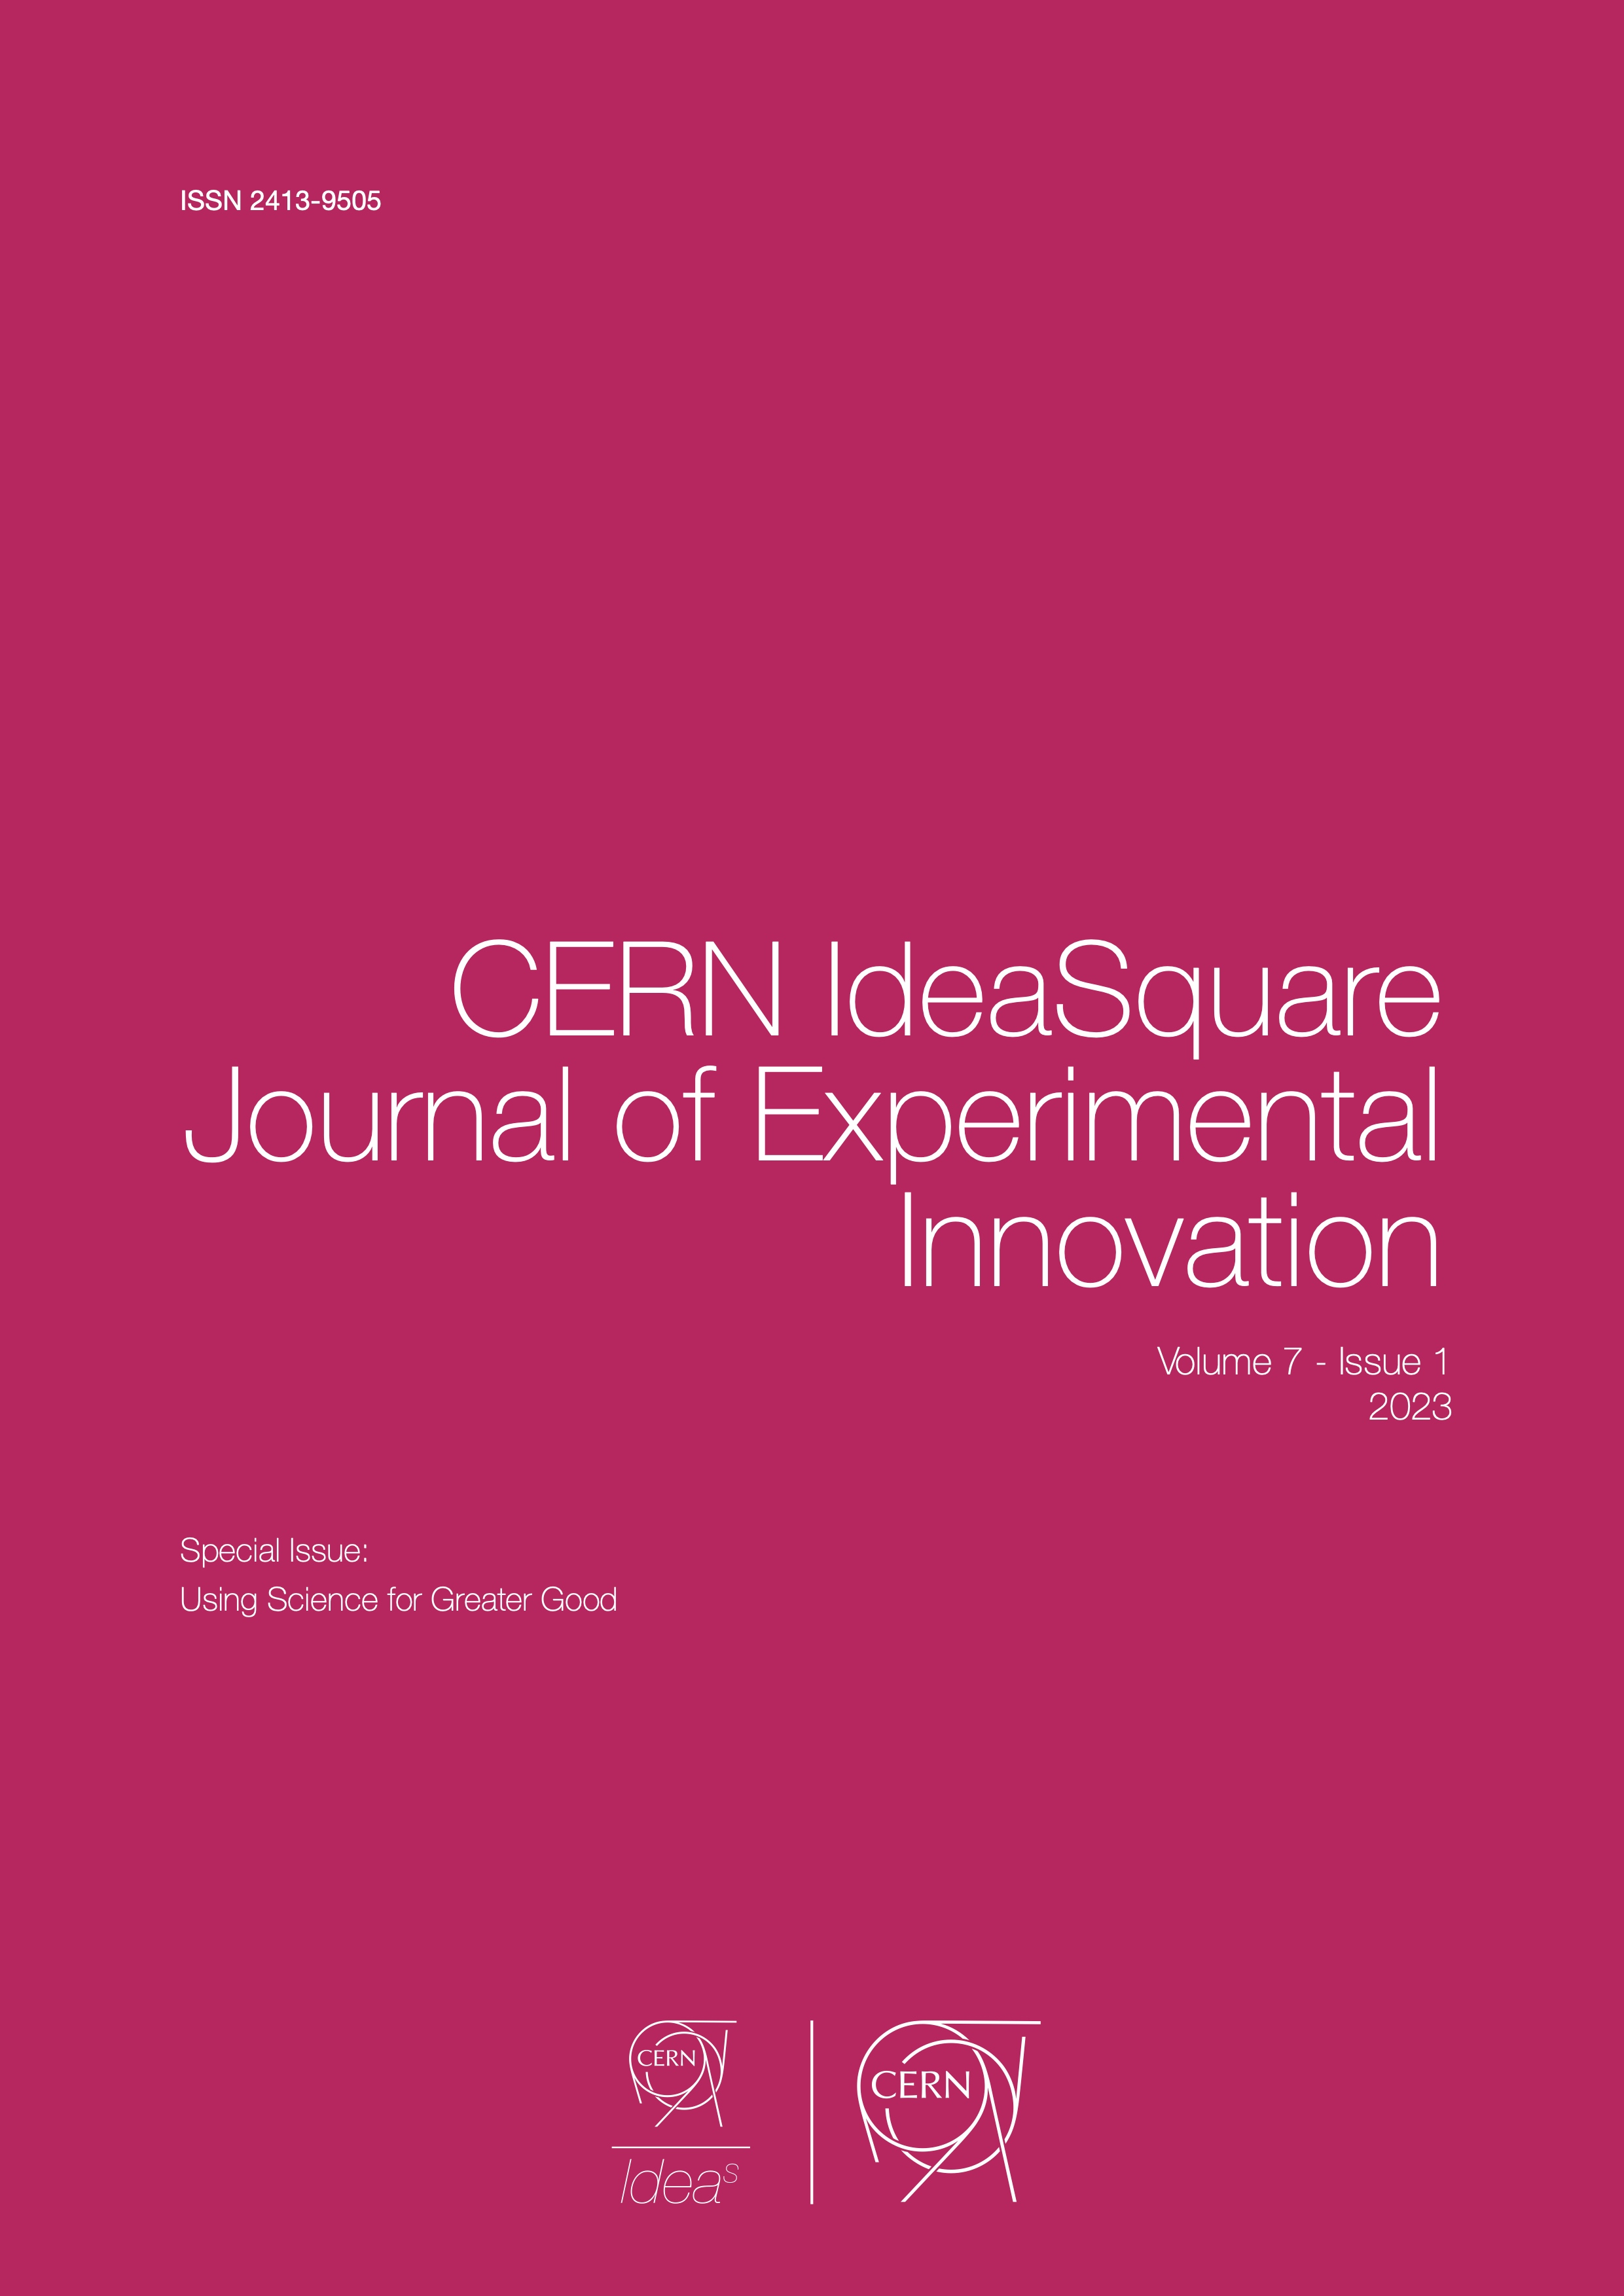 ISSN 2413-9505
CERN IdeaSquare
Journal of Experimental
Innovation
Volume 7 - Issue 1
2023
Special Issue:
Using Science for Greater Good
CERN
Ideas
CERN